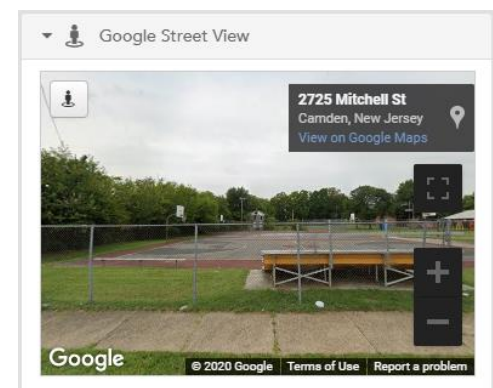 Google Street View
2725 Mitchell St
Camden, New Jersey
View on Google Maps
Google
© 2020 Google
Terms of Use
Report a problem